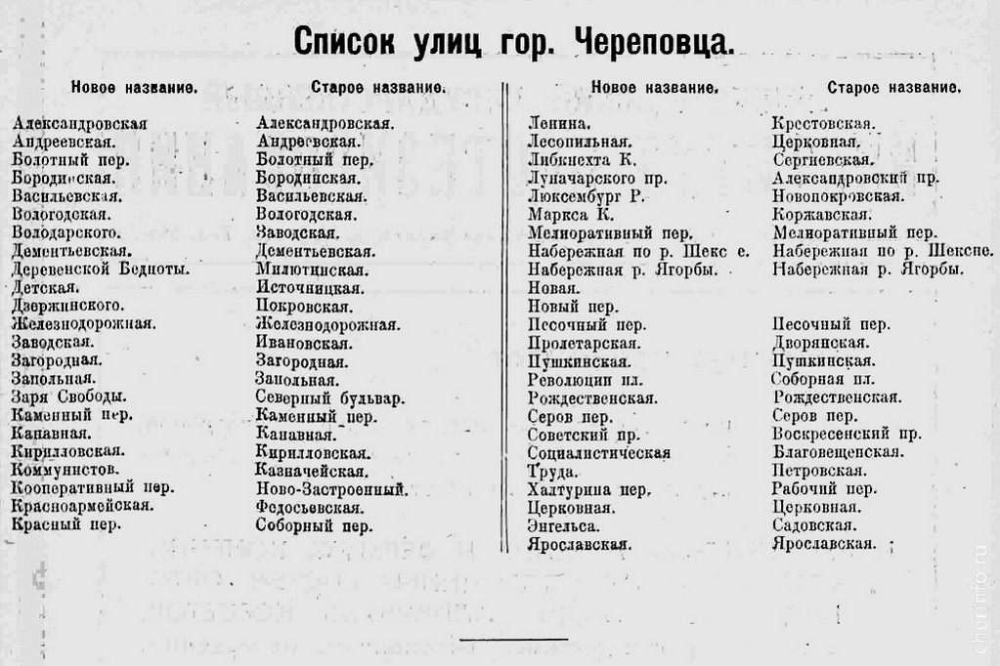 Список улиц гор. Череповца.
Новое название. Старое название.
Александровская Александровская.
Андреевская. Андреевская.
Болотный пер. Болотный пер.
Бородинская. Бородинская.
Васильевская. Васильевская.
Вологодская. Вологодская.
Володарского. Заводская.
Дементьевская. Дементьевская.
Деревенской Бедноты. Милютинская.
Детская. Источницкая.
Дзержинского. Покровская.
Железнодорожная. Железнодорожная.
Заводская. Ивановская.
Загородная. Загородная.
Запольная. Запольная.
Заря Свободы. Северный бульвар.
Каменный пер. Каменный пер.
Канавная. Канавная.
Кирилловская. Кирилловская.
Коммунистов. Казначейская.
Кооперативный пер. Ново-Застроенный.
Красноармейская. Федосьевская.
Красный пер. Соборный пер.
Новое название. Старое название.
Ленина. Крестовская.
Лесопильная. Церковная.
Либкнехта К. Сергиевская.
Луначарского пр. Александровский пр.
Люксембург Р. Новопокровская.
Маркса К. Коржавская.
Мелиоративный пер. Мелиоративный пер.
Набережная по р. Шекс е. Набережная по р. Шексне.
Набережная р. Ягорбы. Набережная р. Ягорбы.
Новая.
Новый пер.
Песочный пер. Песочный пер.
Пролетарская. Дворянская.
Пушкинская. Пушкинская.
Революции пл. Соборная пл.
Рождественская. Рождественская.
Серов пер. Серов пер.
Советский пр. Воскресенский пр.
Социалистическая Благовещенская.
Труда. Петровская.
Халтурина пер. Рабочий пер.
Церковная. Церковная.
Энгельса. Садовская.
Ярославская. Ярославская.
cherinfo.ru